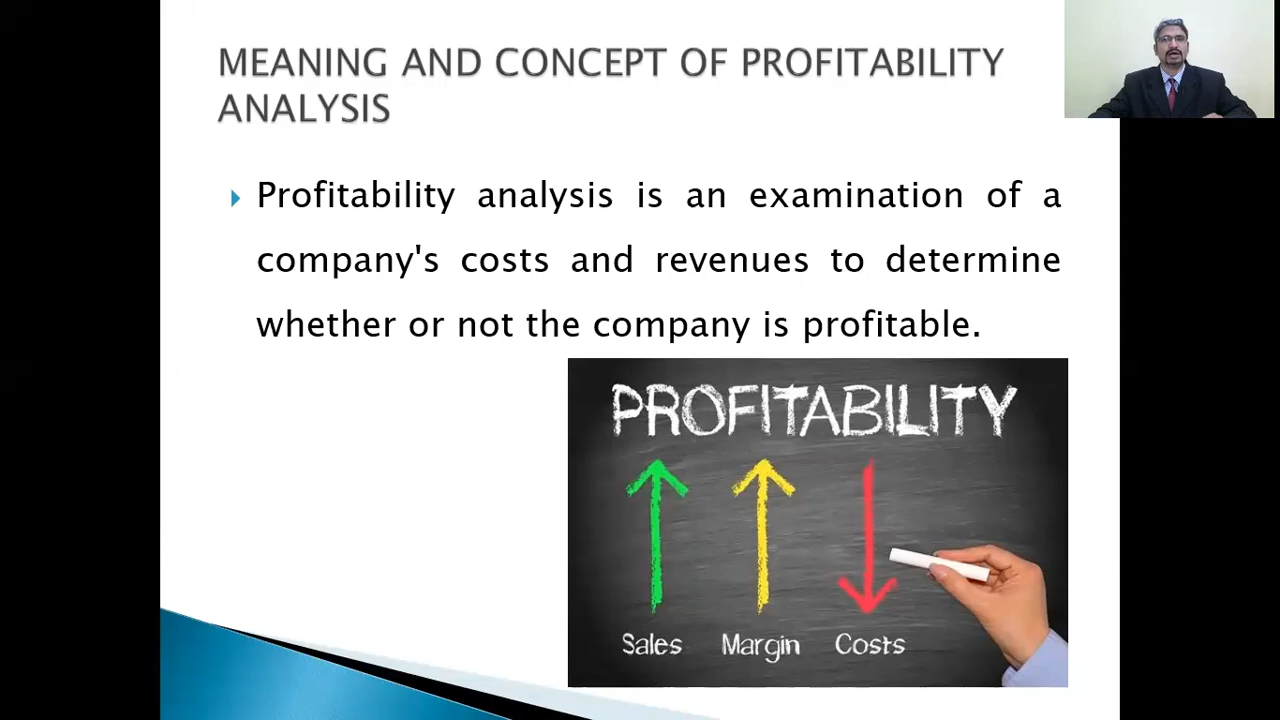 MEANING AND CONCEPT OF PROFITABILITY
ANALYSIS
Profitability analysis is an examination of a
company's costs and revenues to determine
whether or not the company is profitable.
PROFITABILITY
Sales Margin Costs